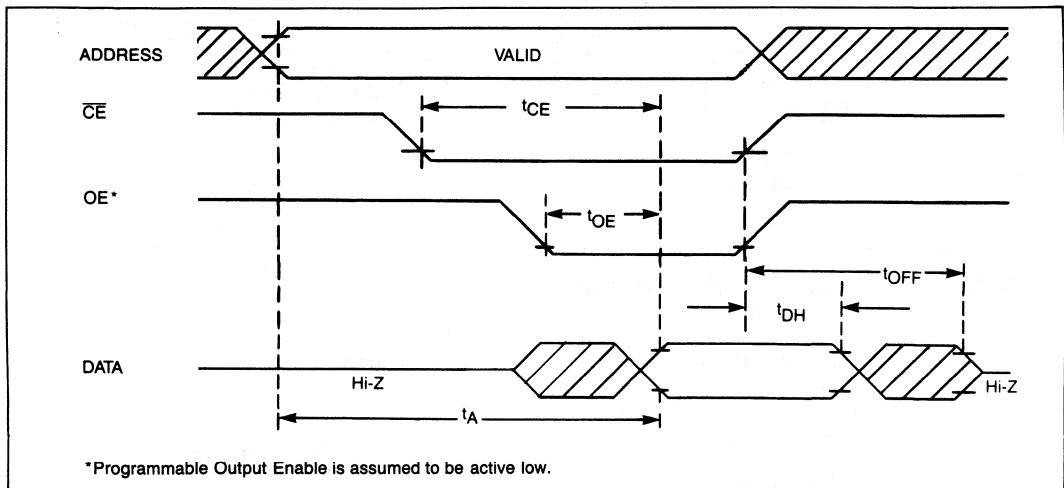 ADDRESS
VALID
CE
tCE
OE*
tOE
tOFF
tDH
DATA
Hi-Z
Hi-Z
tA
*Programmable Output Enable is assumed to be active low.